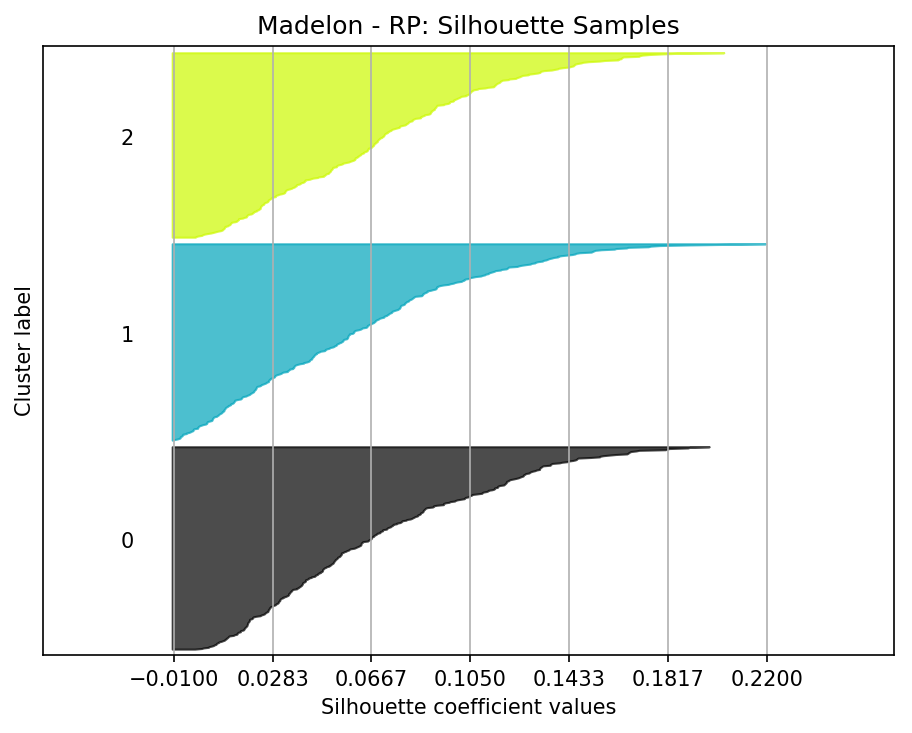 Madelon - RP: Silhouette Samples
2
1
0
Cluster label
−0.0100 0.0283 0.0667 0.1050 0.1433 0.1817 0.2200
Silhouette coefficient values